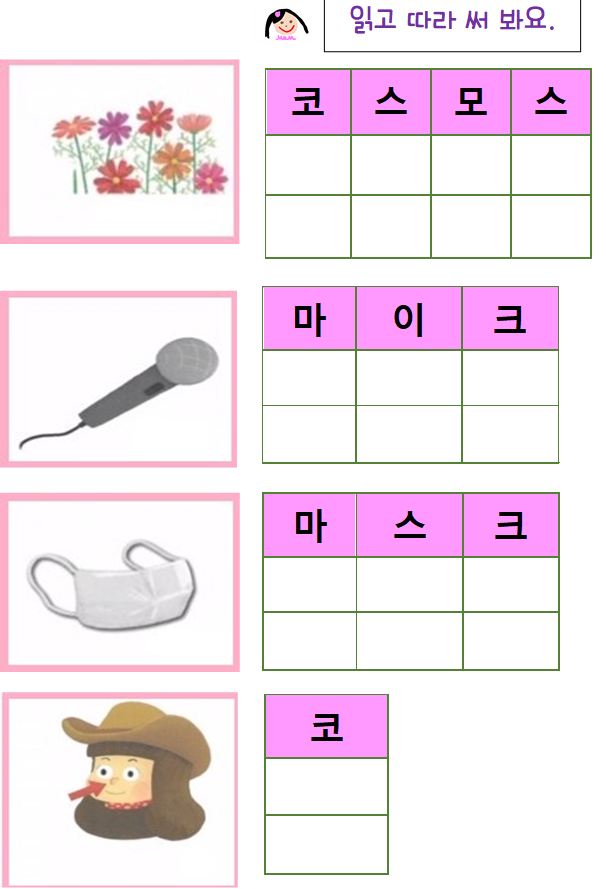 읽고 따라 써 봐요.
코 스 모 스
마 이 크
마 스 크
코